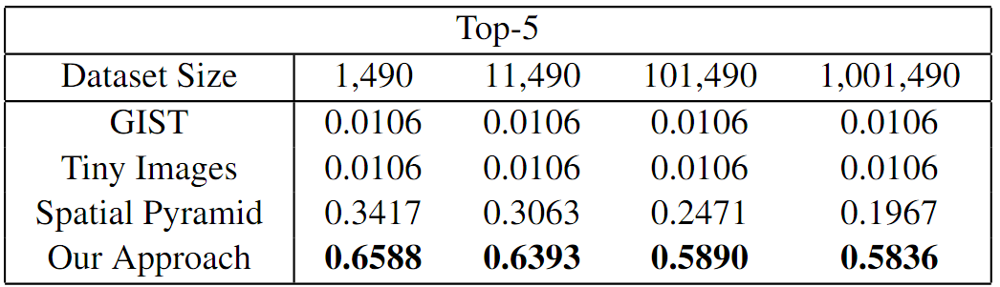 Top-5
Dataset Size 1,490 11,490 101,490 1,001,490
GIST 0.0106 0.0106 0.0106 0.0106
Tiny Images 0.0106 0.0106 0.0106 0.0106
Spatial Pyramid 0.3417 0.3063 0.2471 0.1967
Our Approach 0.6588 0.6393 0.5890 0.5836